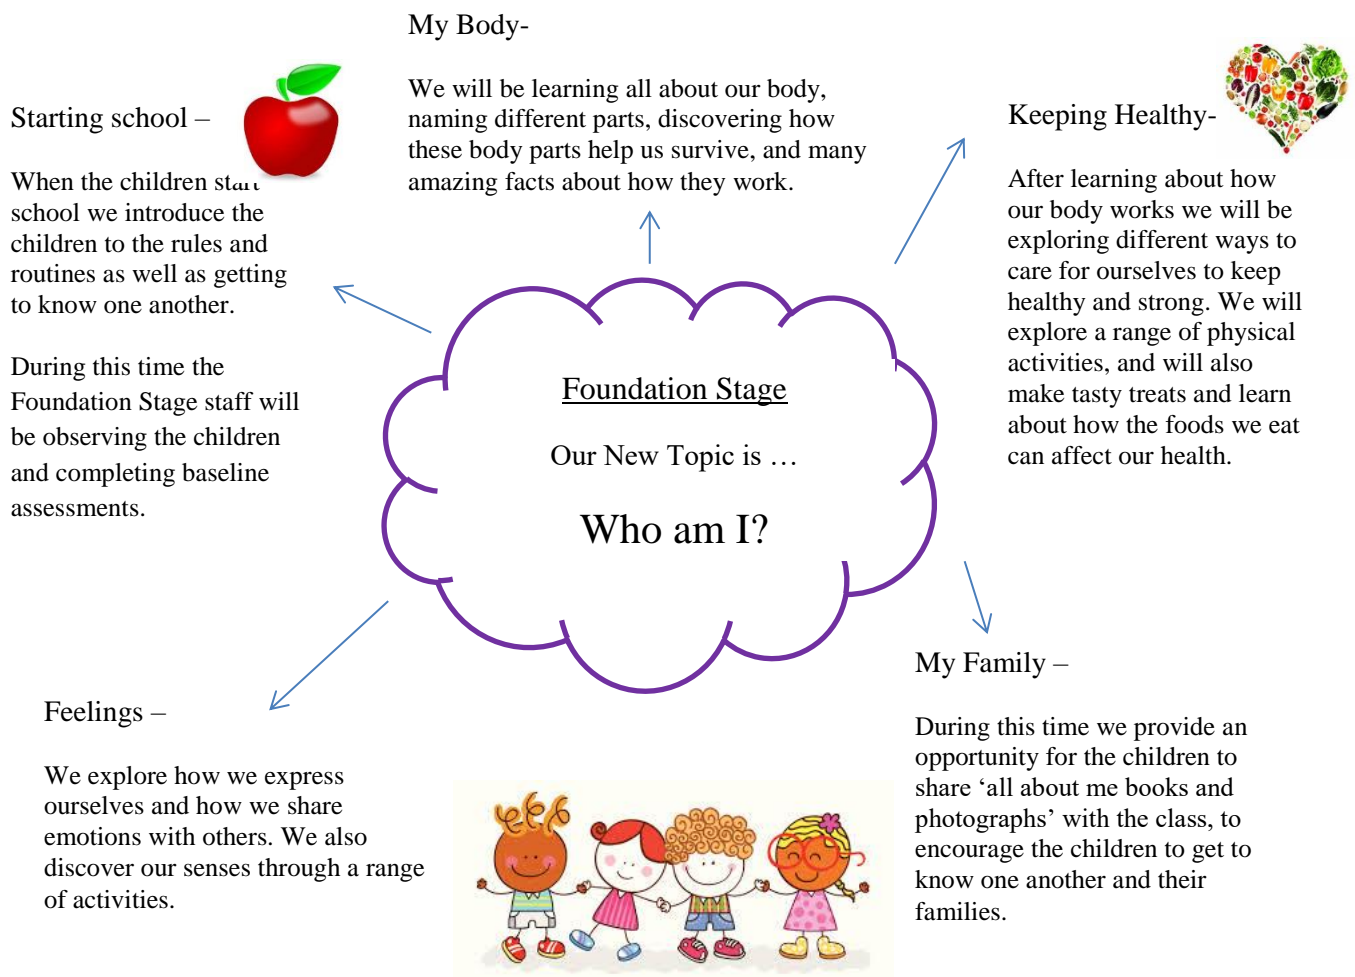 My Body-
We will be learning all about our body,
naming different parts, discovering how
these body parts help us survive, and many
amazing facts about how they work.
Starting school –
When the children start
school we introduce the
children to the rules and
routines as well as getting
to know one another.
During this time the
Foundation Stage staff will
be observing the children
and completing baseline
assessments.
Keeping Healthy-
After learning about how
our body works we will be
exploring different ways to
care for ourselves to keep
healthy and strong. We will
explore a range of physical
activities, and will also
make tasty treats and learn
about how the foods we eat
can affect our health.
Foundation Stage
Our New Topic is …
Who am I?
Feelings –
We explore how we express
ourselves and how we share
emotions with others. We also
discover our senses through a range
of activities.
My Family –
During this time we provide an
opportunity for the children to
share ‘all about me books and
photographs’ with the class, to
encourage the children to get to
know one another and their
families.